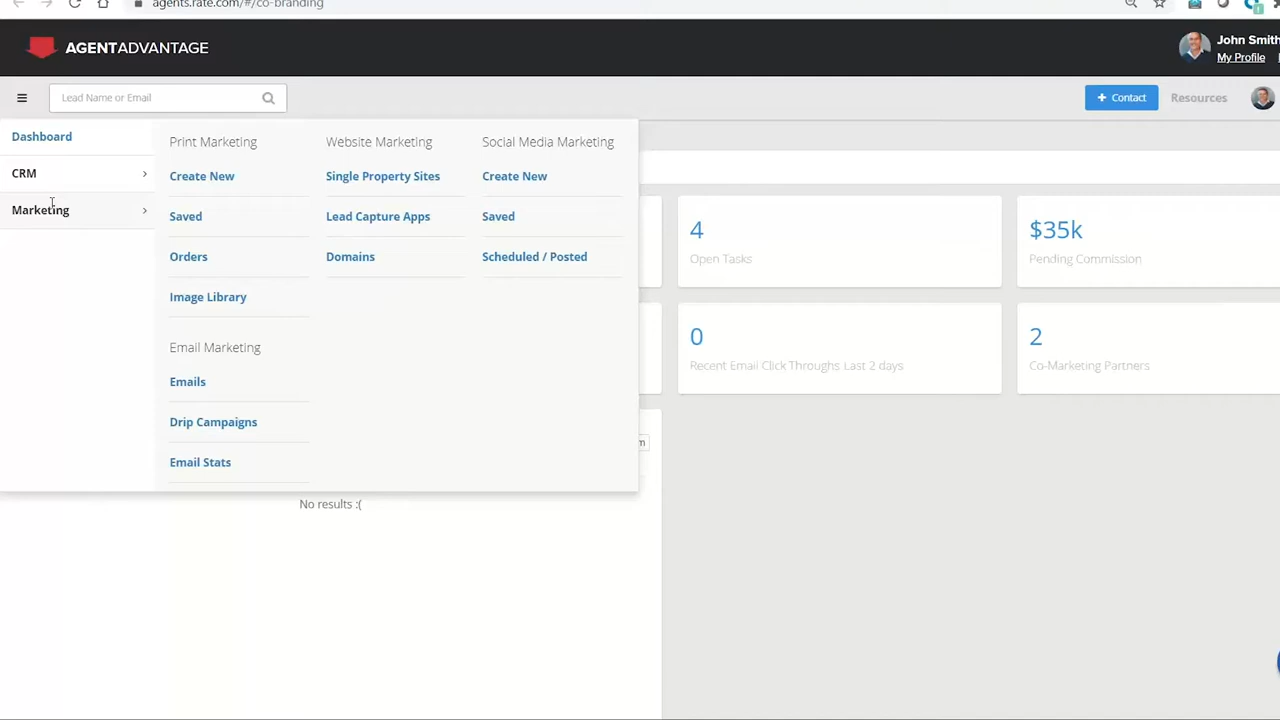 agents.rate.com/#/co-branding
AGENTADVANTAGE
John Smith
My Profile
Lead Name or Email
+ Contact
Resources
Dashboard
CRM
Marketing
Print Marketing
Create New
Saved
Orders
Image Library
Email Marketing
Emails
Drip Campaigns
Email Stats
Website Marketing
Single Property Sites
Lead Capture Apps
Domains
Social Media Marketing
Create New
Saved
Scheduled / Posted
4
Open Tasks
$35k
Pending Commission
0
Recent Email Click Throughs Last 2 days
2
Co-Marketing Partners
No results :(